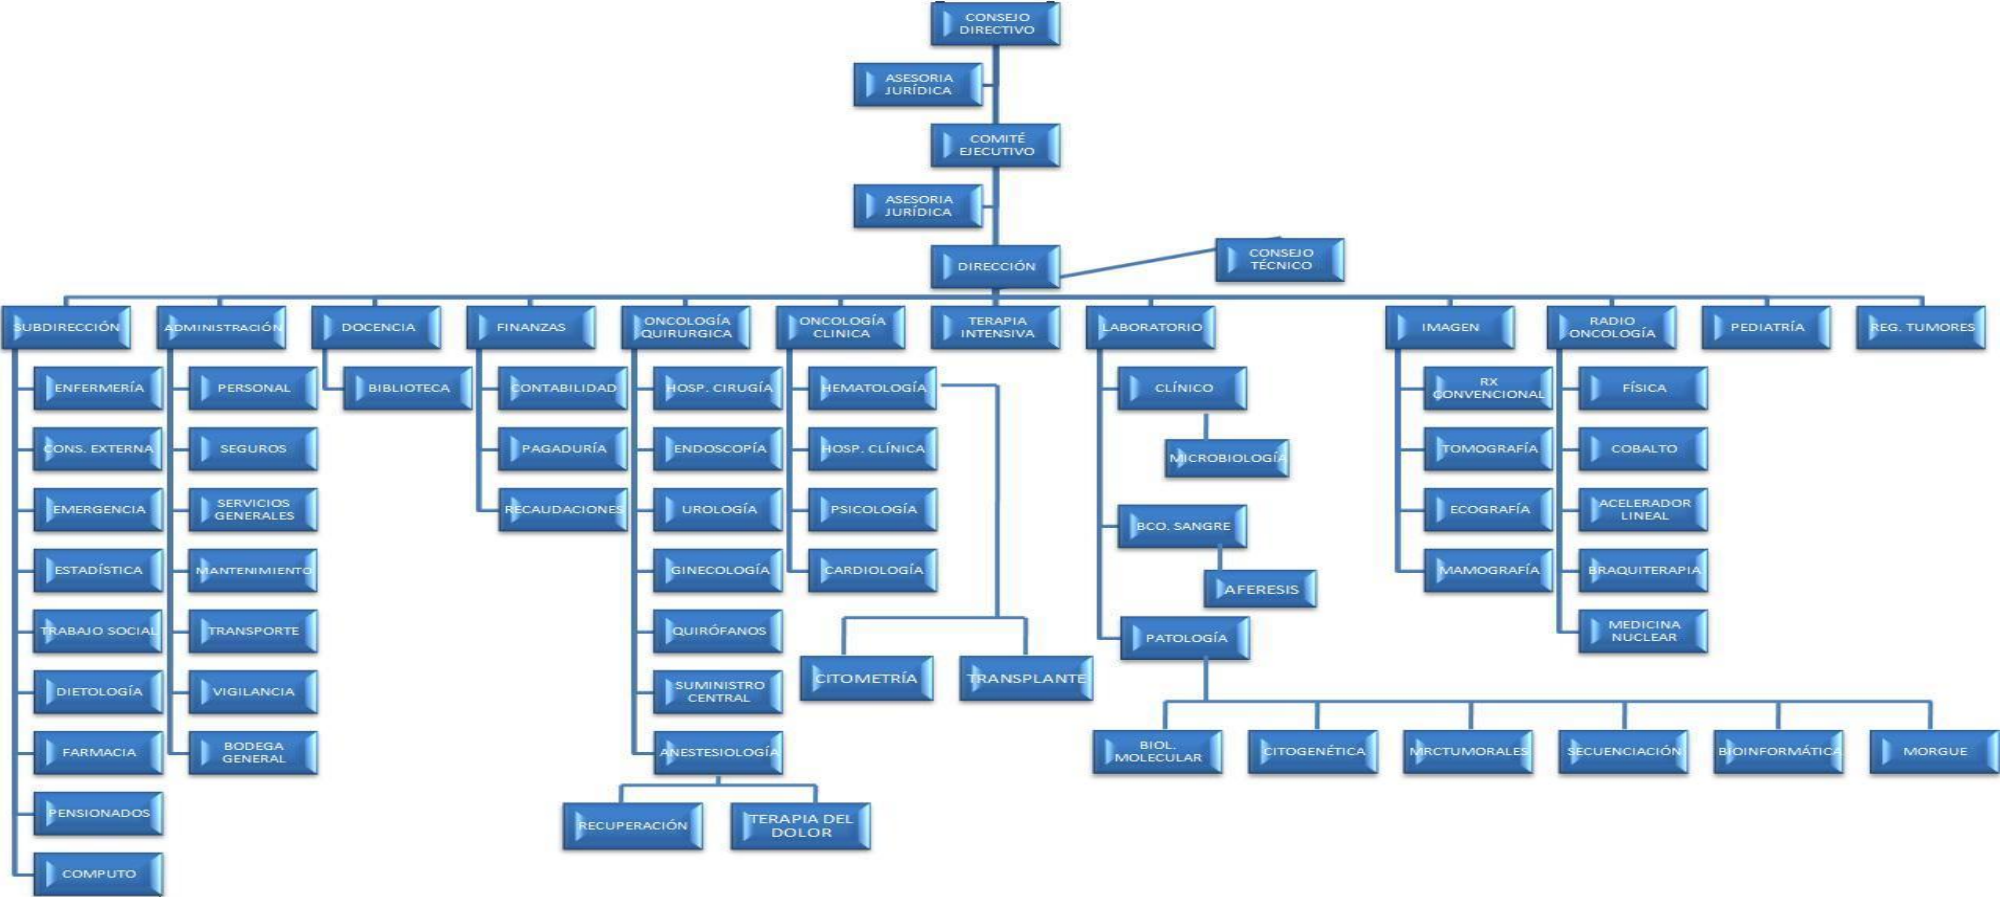 CONSEJO
DIRECTIVO
ASESORIA
JURÍDICA
COMITÉ
EJECUTIVO
ASESORIA
JURÍDICA
DIRECCIÓN
CONSEJO
TÉCNICO
SUBDIRECCIÓN
ENFERMERÍA
CONS. EXTERNA
EMERGENCIA
ESTADÍSTICA
TRABAJO SOCIAL
DIETOLOGÍA
FARMACIA
PENSIONADOS
COMPUTO
ADMINISTRACIÓN
PERSONAL
SEGUROS
SERVICIOS
GENERALES
MANTENIMIENTO
TRANSPORTE
VIGILANCIA
BODEGA
GENERAL
DOCENCIA
BIBLIOTECA
FINANZAS
CONTABILIDAD
PAGADURÍA
RECAUDACIONES
ONCOLOGÍA
QUIRURGICA
HOSP. CIRUGÍA
ENDOSCOPÍA
UROLOGÍA
GINECOLOGÍA
QUIRÓFANOS
SUMINISTRO
CENTRAL
ANESTESIOLOGÍA
RECUPERACIÓN
TERAPIA DEL
DOLOR
ONCOLOGÍA
CLINICA
HEMATOLOGÍA
HOSP. CLÍNICA
PSICOLOGÍA
CARDIOLOGÍA
CITOMETRÍA
TRANSPLANTE
TERAPIA
INTENSIVA
LABORATORIO
CLÍNICO
MICROBIOLOGÍA
BCO. SANGRE
AFERESIS
PATOLOGÍA
BIOL.
MOLECULAR
CITOGENÉTICA
MRCTUMORALES
SECUENCIACIÓN
BIOINFORMÁTICA
MORGUE
IMAGEN
RX
CONVENCIONAL
TOMOGRAFÍA
ECOGRAFÍA
MAMOGRAFÍA
RADIO
ONCOLOGÍA
FÍSICA
COBALTO
ACELERADOR
LINEAL
BRAQUITERAPIA
MEDICINA
NUCLEAR
PEDIATRÍA
REG. TUMORES